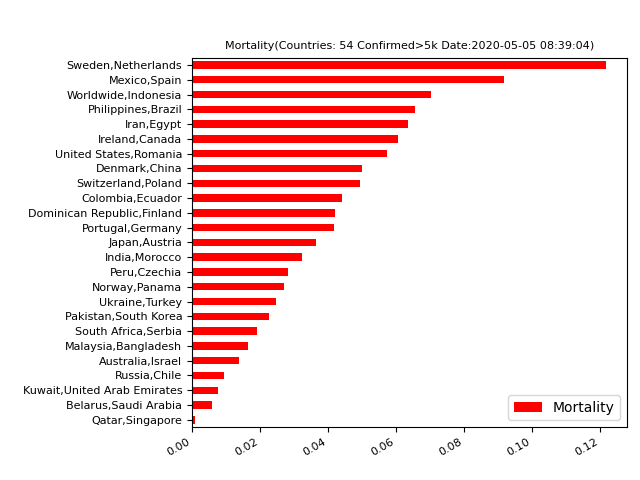 Mortality(Countries: 54 Confirmed>5k Date:2020-05-05 08:39:04)
Sweden,Netherlands
Mexico,Spain
Worldwide,Indonesia
Philippines,Brazil
Iran,Egypt
Ireland,Canada
United States,Romania
Denmark,China
Switzerland,Poland
Colombia,Ecuador
Dominican Republic,Finland
Portugal,Germany
Japan,Austria
India,Morocco
Peru,Czechia
Norway,Panama
Ukraine,Turkey
Pakistan,South Korea
South Africa,Serbia
Malaysia,Bangladesh
Australia,Israel
Russia,Chile
Kuwait,United Arab Emirates
Belarus,Saudi Arabia
Qatar,Singapore
Mortality
0.00 0.02 0.04 0.06 0.08 0.10 0.12